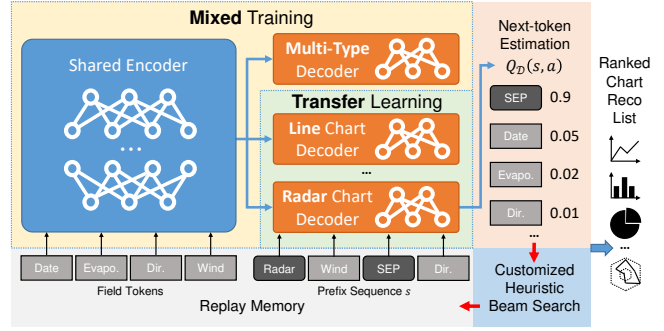 Mixed Training
Shared Encoder
...
Multi-Type
Decoder
Transfer Learning
Line Chart
Decoder
...
Radar Chart
Decoder
Next-token
Estimation
Q_D(s, a)
SEP 0.9
Date 0.05
Evapo. 0.02
Dir. 0.01
...
Ranked
Chart
Reco
List
...
Date Evapo. Dir. Wind
Field Tokens
Radar Wind SEP Dir.
Prefix Sequence s
Replay Memory
Customized
Heuristic
Beam Search